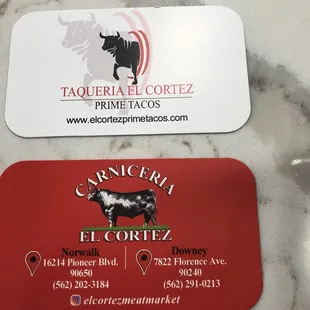 TAQUERIA EL CORTEZ
PRIME TACOS
www.elcortezprimetacos.com
CARNICERIA
EL CORTEZ
Norwalk
16214 Pioneer Blvd.
90650
(562) 202-3184
Downey
7822 Florence Ave.
90240
(562) 291-0213
elcortezmeatmarket